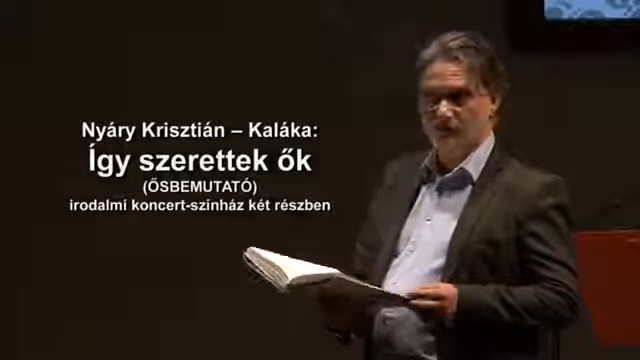 Nyáry Krisztián – Kaláka:
Így szerettek ők
(ŐSBEMUTATÓ)
irodalmi koncert-színház két részben